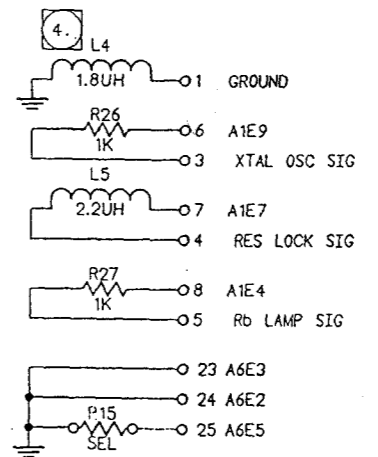 4.
L4
1.8UH
1 GROUND
R26
1K
6 A1E9
3 XTAL OSC SIG
L5
2.2UH
7 A1E7
4 RES LOCK SIG
R27
1K
8 A1E4
5 Rb LAMP SIG
23 A6E3
24 A6E2
R15
SEL
25 A6E5